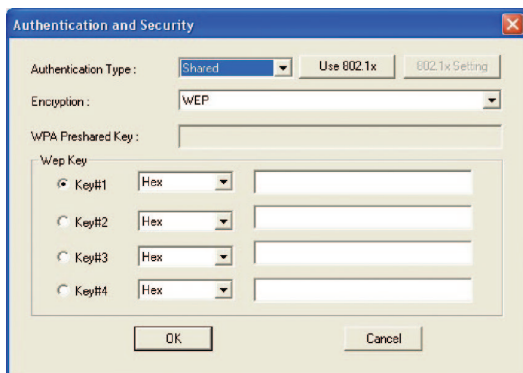 Authentication and Security
Authentication Type : Shared Use 802.1x 802.1x Setting
Encryption : WEP
WPA Preshared Key :
Wep Key
Key#1 Hex
Key#2 Hex
Key#3 Hex
Key#4 Hex
OK Cancel